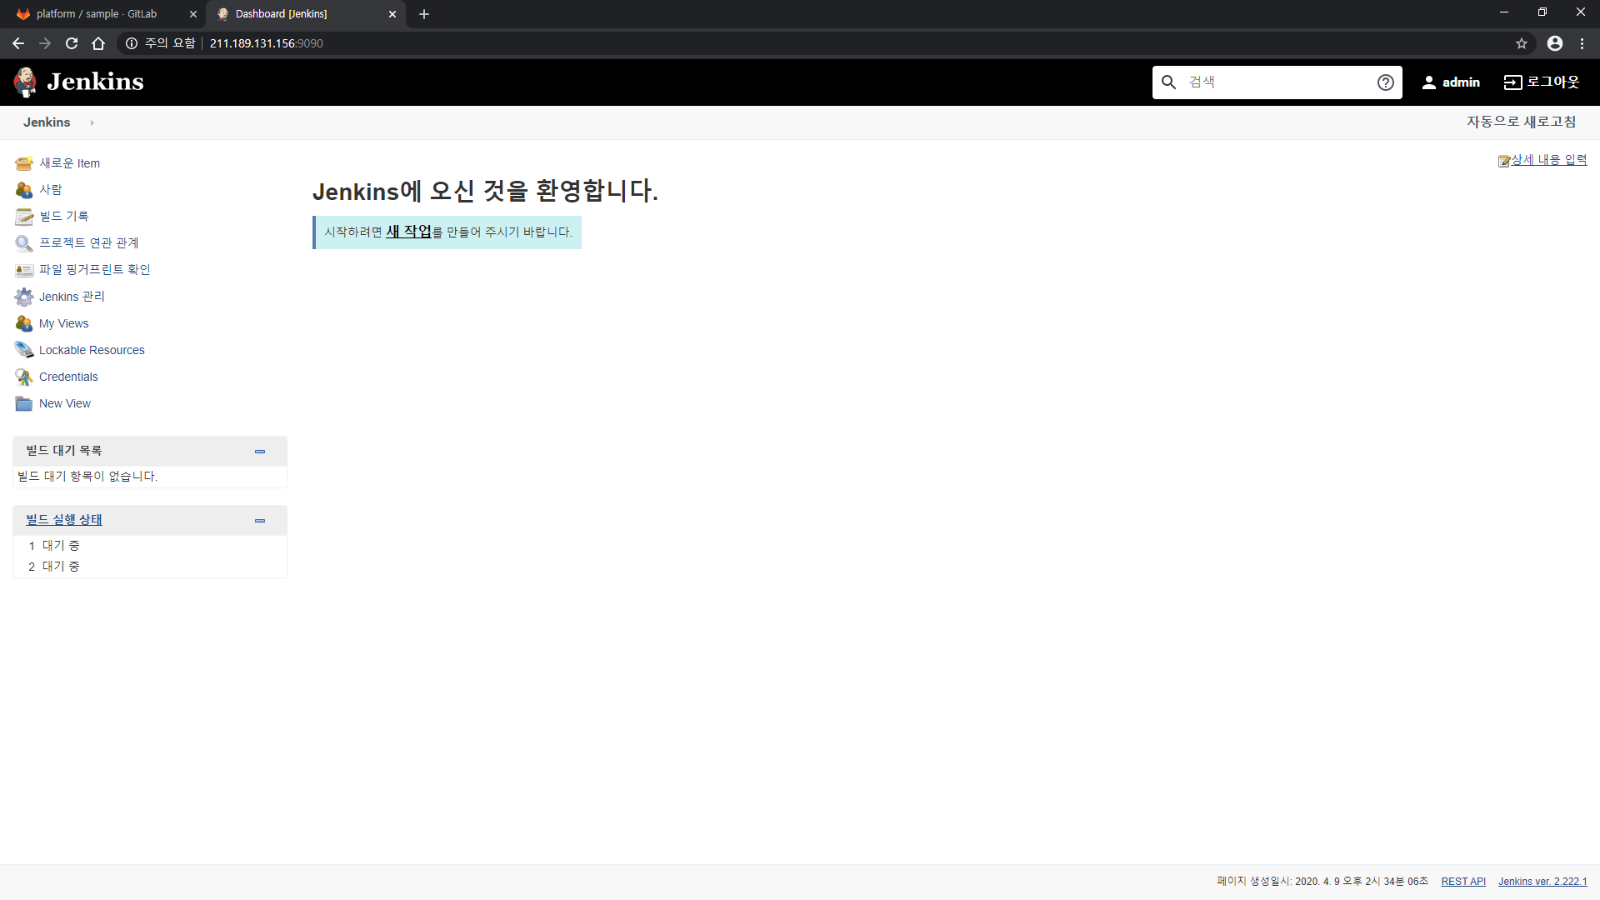 platform / sample · GitLab
Dashboard [Jenkins]
주의 요함 | 211.189.131.156:9090
Jenkins
검색
admin
로그아웃
Jenkins
자동으로 새로고침
상세 내용 입력
새로운 Item
사람
빌드 기록
프로젝트 연관 관계
파일 핑거프린트 확인
Jenkins 관리
My Views
Lockable Resources
Credentials
New View
Jenkins에 오신 것을 환영합니다.
시작하려면 새 작업를 만들어 주시기 바랍니다.
빌드 대기 목록
빌드 대기 항목이 없습니다.
빌드 실행 상태
1 대기 중
2 대기 중
페이지 생성일시: 2020. 4. 9 오후 2시 34분 06초 REST API Jenkins ver. 2.222.1